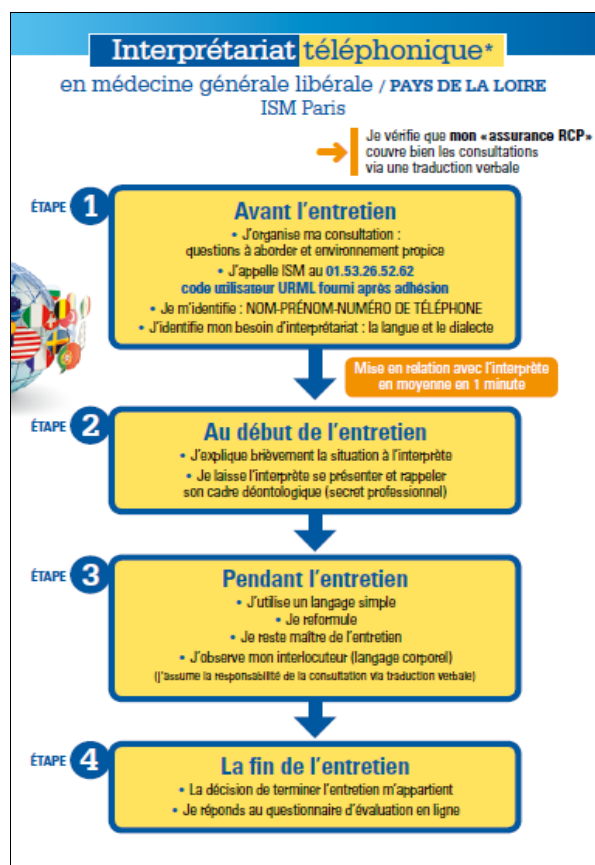 Interprétariat téléphonique*
en médecine générale libérale / PAYS DE LA LOIRE
ISM Paris
Je vérifie que mon «assurance RCP»
couvre bien les consultations
via une traduction verbale
ÉTAPE 1
Avant l'entretien
• J'organise ma consultation :
questions à aborder et environnement propice
• J'appelle ISM au 01.53.26.52.62
code utilisateur URML fourni après adhésion
• Je m'identifie : NOM-PRÉNOM-NUMÉRO DE TÉLÉPHONE
• J'identifie mon besoin d'interprétariat : la langue et le dialecte
Mise en relation avec l'interprète
en moyenne en 1 minute
ÉTAPE 2
Au début de l'entretien
• J'explique brièvement la situation à l'interprète
• Je laisse l'interprète se présenter et rappeler
son cadre déontologique (secret professionnel)
ÉTAPE 3
Pendant l'entretien
• J'utilise un langage simple
• Je reformule
• Je reste maître de l'entretien
• J'observe mon interlocuteur (langage corporel)
(j'assume la responsabilité de la consultation via traduction verbale)
ÉTAPE 4
La fin de l'entretien
• La décision de terminer l'entretien m'appartient
• Je réponds au questionnaire d'évaluation en ligne